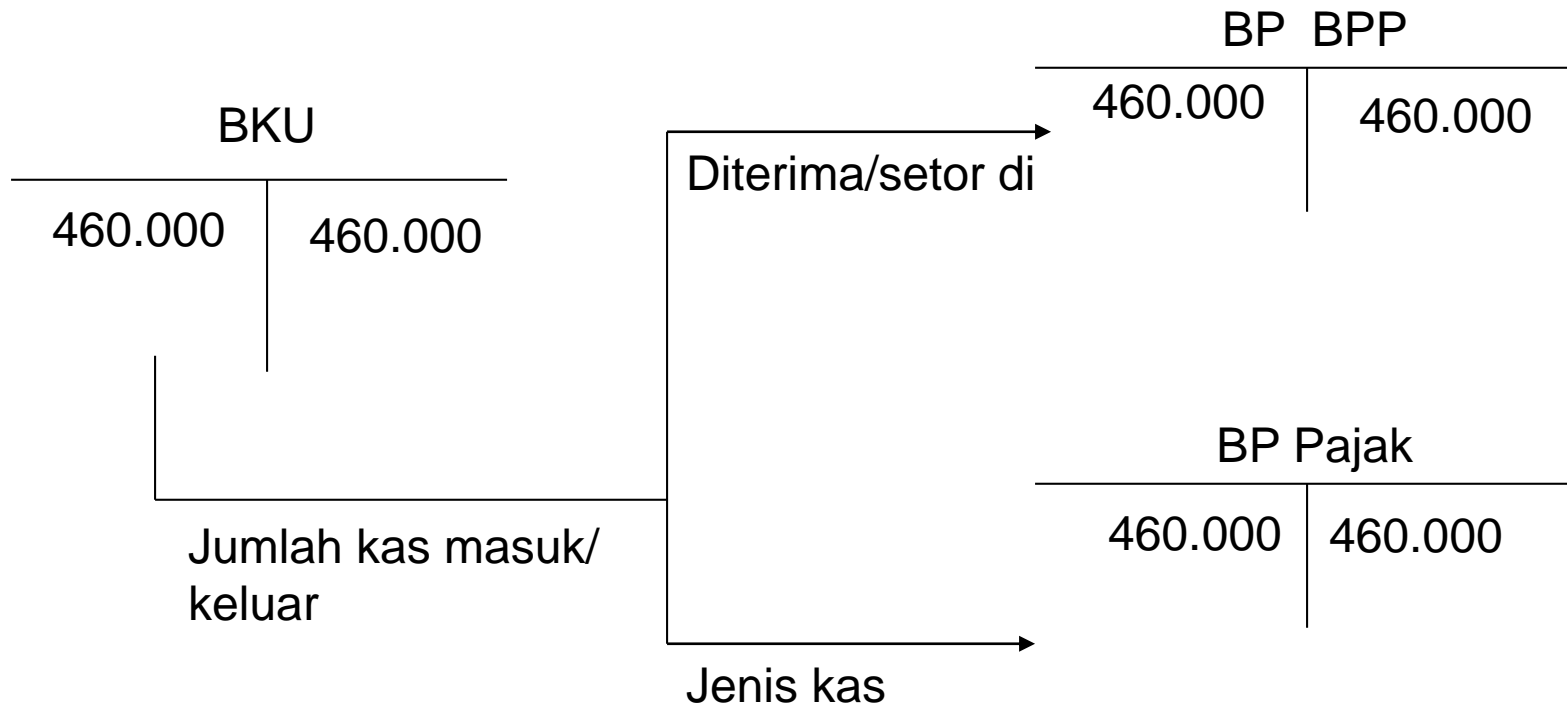 BKU
460.000 460.000
Jumlah kas masuk/
keluar
Diterima/setor di
BP BPP
460.000 460.000
Jenis kas
BP Pajak
460.000 460.000